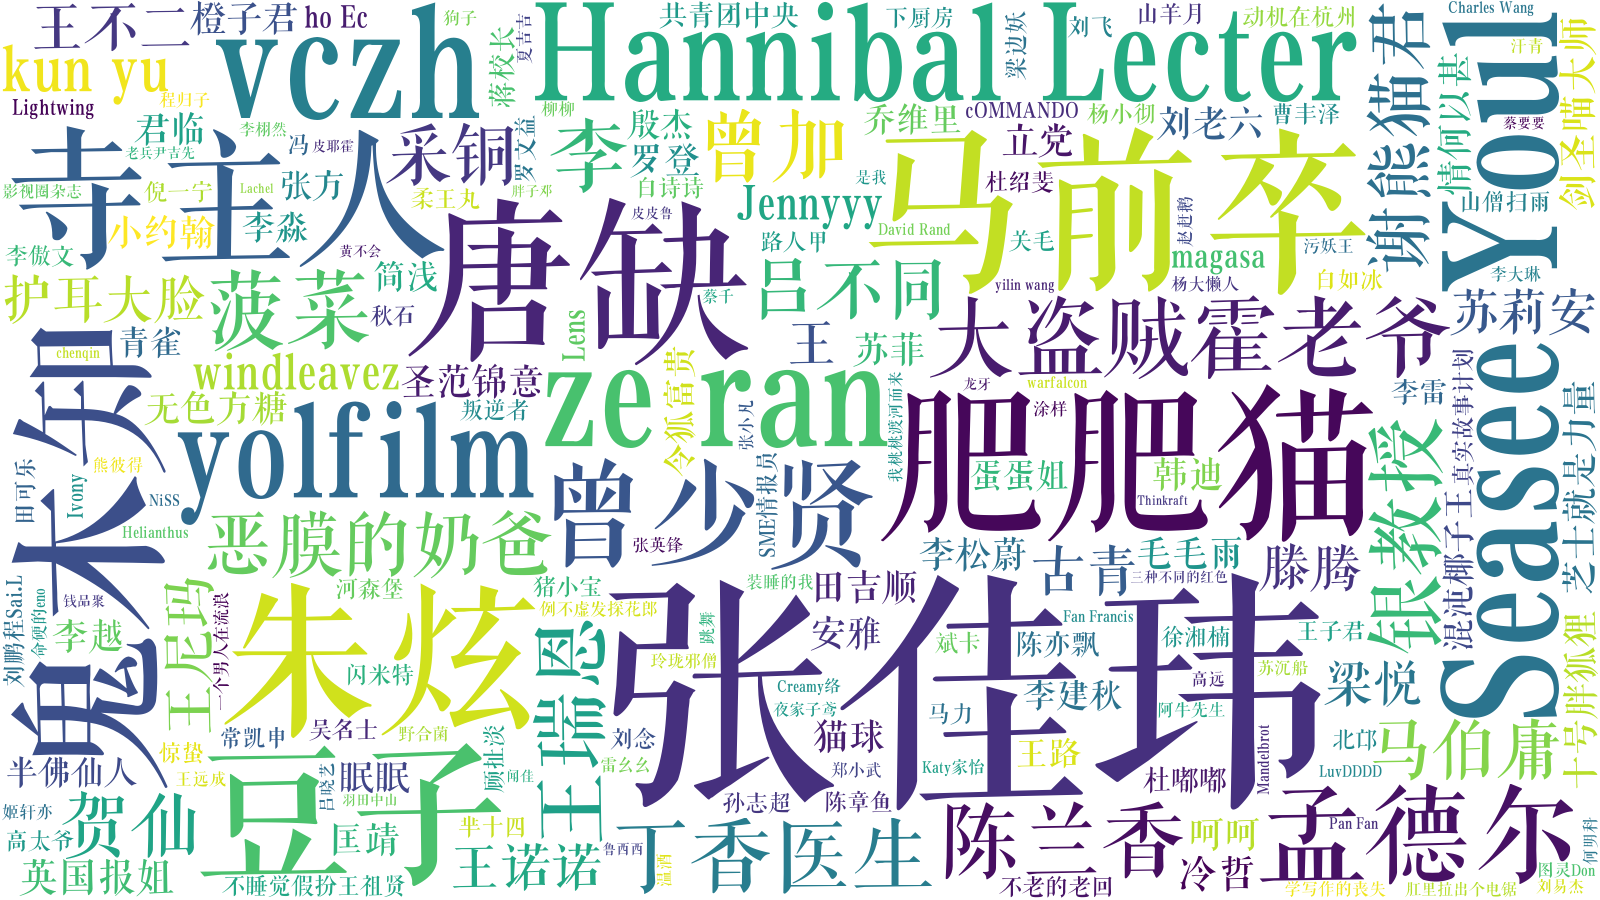 王不二
橙子君
ho Ec
狗子
vczh
Hannibal Lecter
共青团中央
下厨房
梁边妖
刘飞
山羊月
动机在杭州
Charles Wang
汗青
kun yu
Lightwing
程归子
蒋校长
夏吉吉
柳柳
cOMMANDO
杨小彻
刘老六
曹丰泽
谢熊猫君
情何以甚
Youl
蔡要要
剑圣喵大师
君临
李栩然
老兵尹吉先
冯
皮耶霍
采铜
罗文益
李
殷杰
罗登
曾加
乔维里
立党
寺主人
影视圈杂志
倪一宁
Lachel
张方
柔王丸
胖子邓
白诗诗
是我
杜绍斐
马前卒
山僧扫雨
小约翰
李淼
皮皮鲁
Jennyyy
David Rand
关毛
赵赶鹅
污妖王
李傲文
黄不会
唐缺
路人甲
magasa
李大琳
护耳大脸
菠菜
简浅
秋石
蔡千
吕不同
yilin wang
杨大懒人
白如冰
鬼木知
chenqin
青雀
Lens
王
苏菲
大盗贼霍老爷
苏莉安
windleavez
圣范锦意
ze ran
令狐富贵
龙牙
warfalcon
李雷
真实故事计划
Seasee
无色方糖
yolfilm
叛逆者
张小凡
我桃桃渡河而来
涂样
肥肥猫
芝士就是力量
田可乐
熊彼得
Ivony
NiSS
Helianthus
曾少贤
SME情报员
蛋蛋姐
韩迪
Thinkraft
银教授
恶膜的奶爸
张英锋
李松蔚
古青
毛毛雨
滕腾
混沌椰子王
刘鹏程Sai.L
钱品聚
命硬的Jeno
王尼玛
一个男人在流浪
河森堡
猪小宝
装睡的我
田吉顺
三种不同的红色
李越
朱炫
例不虚发探花郎
王瑞恩
跳舞
安雅
Fan Francis
斌卡
陈亦飘
徐湘楠
王子君
十号胖狐狸
闪米特
玲珑邪僧
张佳玮
Creamy络
夜家子鸢
李建秋
高远
苏沉船
梁悦
常凯申
吴名士
野合菌
刘念
猫球
马力
阿牛先生
惊蛰
顾扯淡
王路
Mandelbrot
北邙
马伯庸
半佛仙人
王远成
吕晓艺
眠眠
闻佳
雷幺幺
郑小武
Katy家怡
杜嘟嘟
LuvDDDD
姬轩亦
贺仙
豆子
羽田中山
孙志超
陈章鱼
高太爷
匡靖
芈十四
丁香医生
陈兰香
呵呵
孟德尔
Pan Fan
何明科
英国报姐
王诺诺
鲁西西
温酒
冷哲
图灵Don
不睡觉假扮王祖贤
不老的老回
学写作的丧失
肛里拉出个电锯
刘易杰